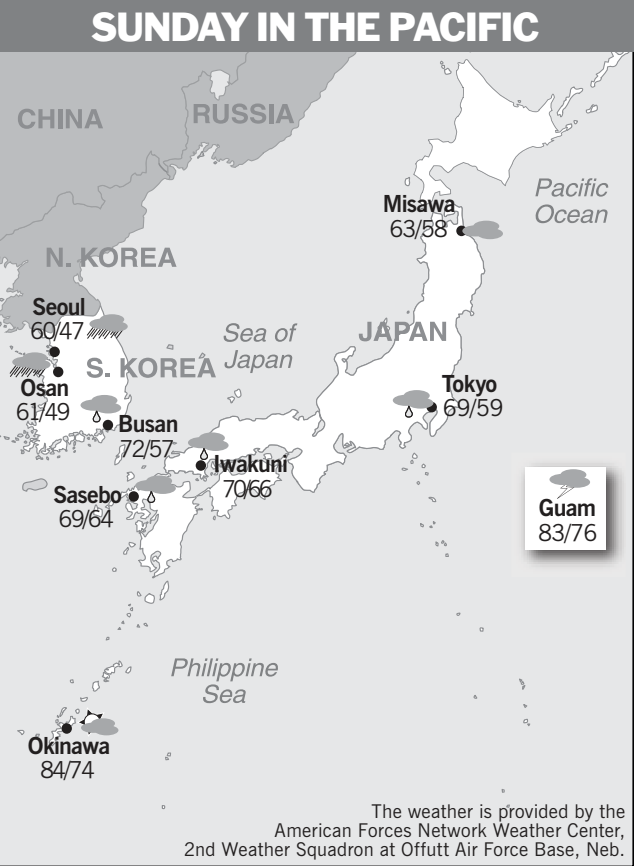 SUNDAY IN THE PACIFIC
CHINA
RUSSIA
Pacific
Ocean
Misawa
63/58
N. KOREA
Seoul
60/47
Sea of
Japan
JAPAN
S. KOREA
Osan
61/49
Tokyo
69/59
Busan
72/57
Iwakuni
70/66
Sasebo
69/64
Guam
83/76
Philippine
Sea
Okinawa
84/74
The weather is provided by the
American Forces Network Weather Center,
2nd Weather Squadron at Offutt Air Force Base, Neb.